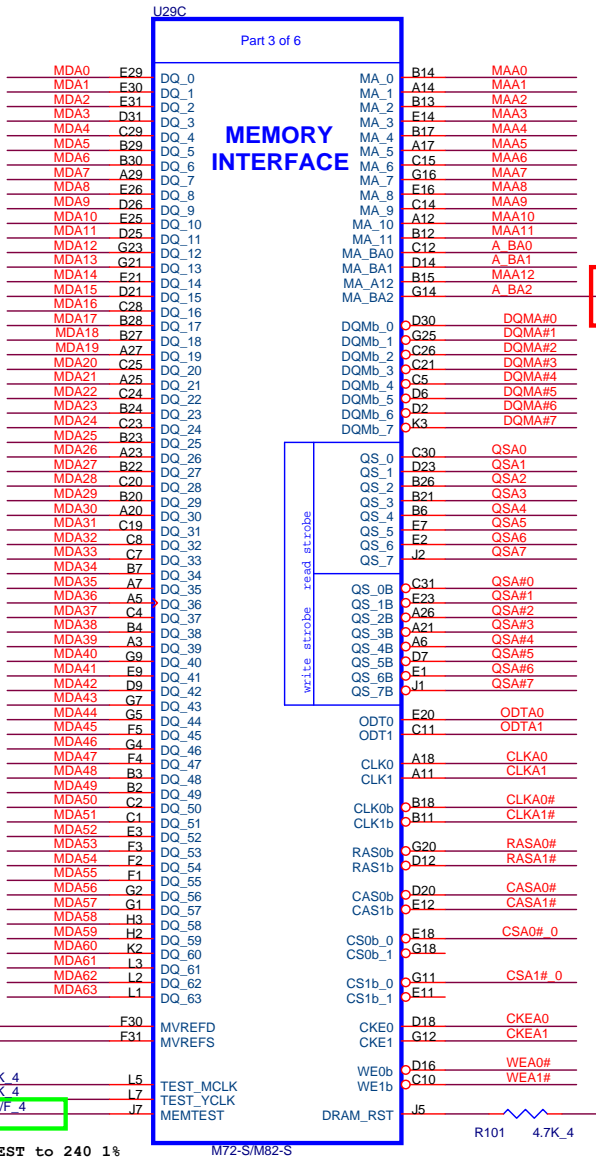 U29C
Part 3 of 6
MEMORY
INTERFACE
MDA0 E29 DQ_0 MA_0 B14 MAA0
MDA1 E30 DQ_1 MA_1 A14 MAA1
MDA2 E31 DQ_2 MA_2 B13 MAA2
MDA3 D31 DQ_3 MA_3 E14 MAA3
MDA4 C29 DQ_4 MA_4 B17 MAA4
MDA5 B29 DQ_5 MA_5 A17 MAA5
MDA6 B30 DQ_6 MA_6 C15 MAA6
MDA7 A29 DQ_7 MA_7 G16 MAA7
MDA8 E26 DQ_8 MA_8 E16 MAA8
MDA9 D26 DQ_9 MA_9 C14 MAA9
MDA10 E25 DQ_10 MA_10 A12 MAA10
MDA11 D25 DQ_11 MA_11 B12 MAA11
MDA12 G23 DQ_12 MA_BA0 C12 A_BA0
MDA13 G21 DQ_13 MA_BA1 D14 A_BA1
MDA14 E21 DQ_14 MA_A12 B15 MAA12
MDA15 D21 DQ_15 MA_BA2 G14 A_BA2
MDA16 C28 DQ_16
MDA17 B28 DQ_17 DQMb_0 D30 DQMA#0
MDA18 B27 DQ_18 DQMb_1 G25 DQMA#1
MDA19 A27 DQ_19 DQMb_2 C26 DQMA#2
MDA20 C25 DQ_20 DQMb_3 C21 DQMA#3
MDA21 A25 DQ_21 DQMb_4 C5 DQMA#4
MDA22 C24 DQ_22 DQMb_5 D6 DQMA#5
MDA23 B24 DQ_23 DQMb_6 D2 DQMA#6
MDA24 C23 DQ_24 DQMb_7 K3 DQMA#7
MDA25 B23 DQ_25
MDA26 A23 DQ_26 QS_0 C30 QSA0
MDA27 B22 DQ_27 QS_1 D23 QSA1
MDA28 C20 DQ_28 QS_2 B26 QSA2
MDA29 B20 DQ_29 QS_3 B21 QSA3
MDA30 A20 DQ_30 QS_4 B6 QSA4
MDA31 C19 DQ_31 QS_5 E7 QSA5
MDA32 C8 DQ_32 QS_6 E2 QSA6
MDA33 C7 DQ_33 QS_7 J2 QSA7
read strobe
MDA34 B7 DQ_34
MDA35 A7 DQ_35 QS_0B C31 QSA#0
MDA36 A5 DQ_36 QS_1B E23 QSA#1
MDA37 C4 DQ_37 QS_2B A26 QSA#2
MDA38 B4 DQ_38 QS_3B A21 QSA#3
MDA39 A3 DQ_39 QS_4B A6 QSA#4
MDA40 G9 DQ_40 QS_5B D7 QSA#5
MDA41 E9 DQ_41 QS_6B E1 QSA#6
MDA42 D9 DQ_42 QS_7B J1 QSA#7
write strobe
MDA43 G7 DQ_43
MDA44 G5 DQ_44 ODT0 E20 ODTA0
MDA45 F5 DQ_45 ODT1 C11 ODTA1
MDA46 G4 DQ_46
MDA47 F4 DQ_47 CLK0 A18 CLKA0
MDA48 B3 DQ_48 CLK1 A11 CLKA1
MDA49 B2 DQ_49
MDA50 C2 DQ_50 CLK0b B18 CLKA0#
MDA51 C1 DQ_51 CLK1b B11 CLKA1#
MDA52 E3 DQ_52
MDA53 F3 DQ_53 RAS0b G20 RASA0#
MDA54 F2 DQ_54 RAS1b D12 RASA1#
MDA55 F1 DQ_55
MDA56 G2 DQ_56 CAS0b D20 CASA0#
MDA57 G1 DQ_57 CAS1b E12 CASA1#
MDA58 H3 DQ_58
MDA59 H2 DQ_59 CS0b_0 E18 CSA0#_0
MDA60 K2 DQ_60 CS0b_1 G18
MDA61 L3 DQ_61
MDA62 L2 DQ_62 CS1b_0 G11 CSA1#_0
MDA63 L1 DQ_63 CS1b_1 E11
F30 MVREFD CKE0 D18 CKEA0
F31 MVREFS CKE1 G12 CKEA1
WE0b D16 WEA0#
K_4 L5 TEST_MCLK WE1b C10 WEA1#
K_4 L7 TEST_YCLK
/F_4 J7 MEMTEST DRAM_RST J5
R101 4.7K_4
EST to 240 1%
M72-S/M82-S